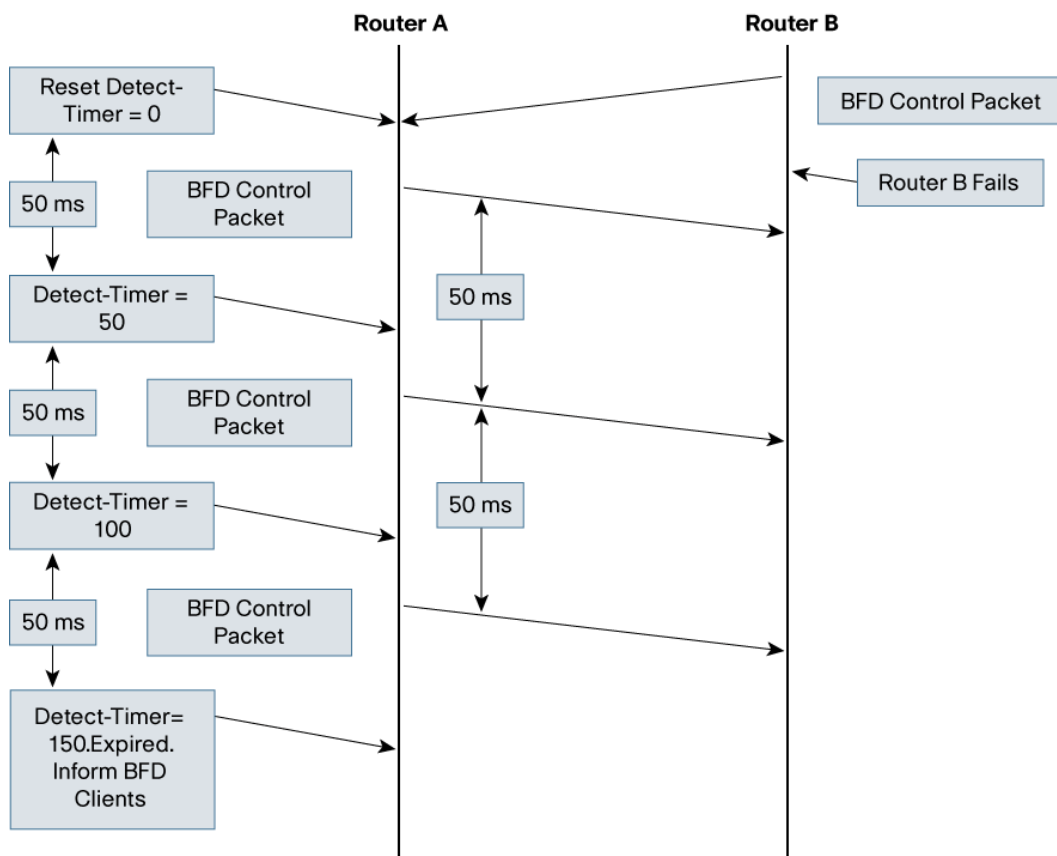 Router A
Router B
Reset Detect-
Timer = 0
BFD Control Packet
50 ms
BFD Control
Packet
Router B Fails
Detect-Timer =
50
50 ms
50 ms
BFD Control
Packet
Detect-Timer =
100
50 ms
50 ms
BFD Control
Packet
Detect-Timer=
150.Expired.
Inform BFD
Clients